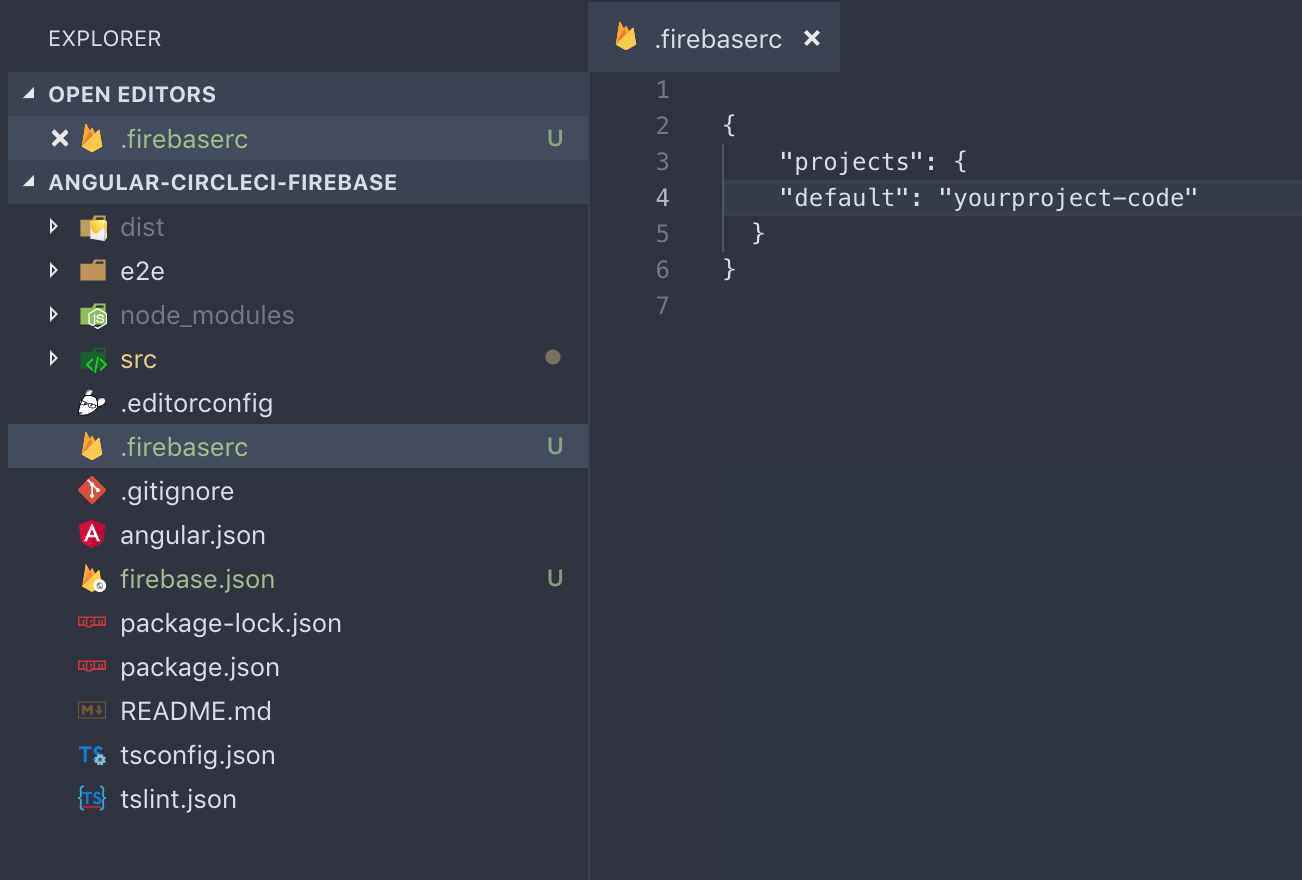 EXPLORER
OPEN EDITORS
.firebaserc U
ANGULAR-CIRCLECI-FIREBASE
dist
e2e
node_modules
src
.editorconfig
.firebaserc U
.gitignore
angular.json
firebase.json U
package-lock.json
package.json
README.md
tsconfig.json
tslint.json
.firebaserc
1
2 {
3 "projects": {
4 "default": "yourproject-code"
5 }
6 }
7